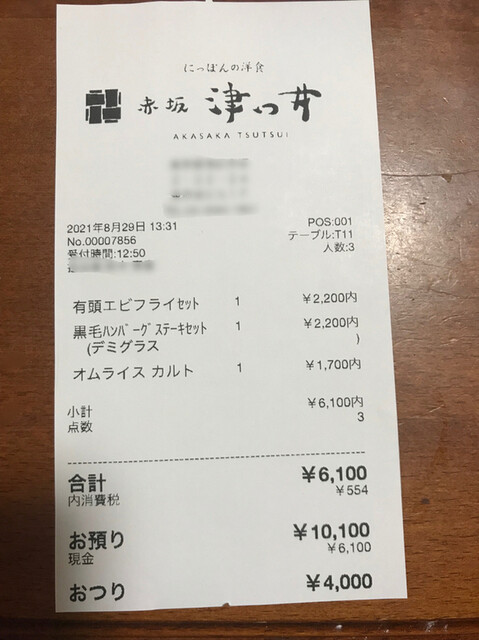 にっぽんの洋食
赤坂 津つ井
AKASAKA TSUTSUI
2021年8月29日 13:31 POS:001
No.00007856 テーブル:T11
受付時間:12:50 人数:3
有頭エビフライセット 1 ¥2,200内
黒毛ハンバーグステーキセット 1 ¥2,200内
(デミグラス )
オムライス カルト 1 ¥1,700内
小計 ¥6,100内
点数 3
合計 ¥6,100
内消費税 ¥554
お預り ¥10,100
現金 ¥6,100
おつり ¥4,000